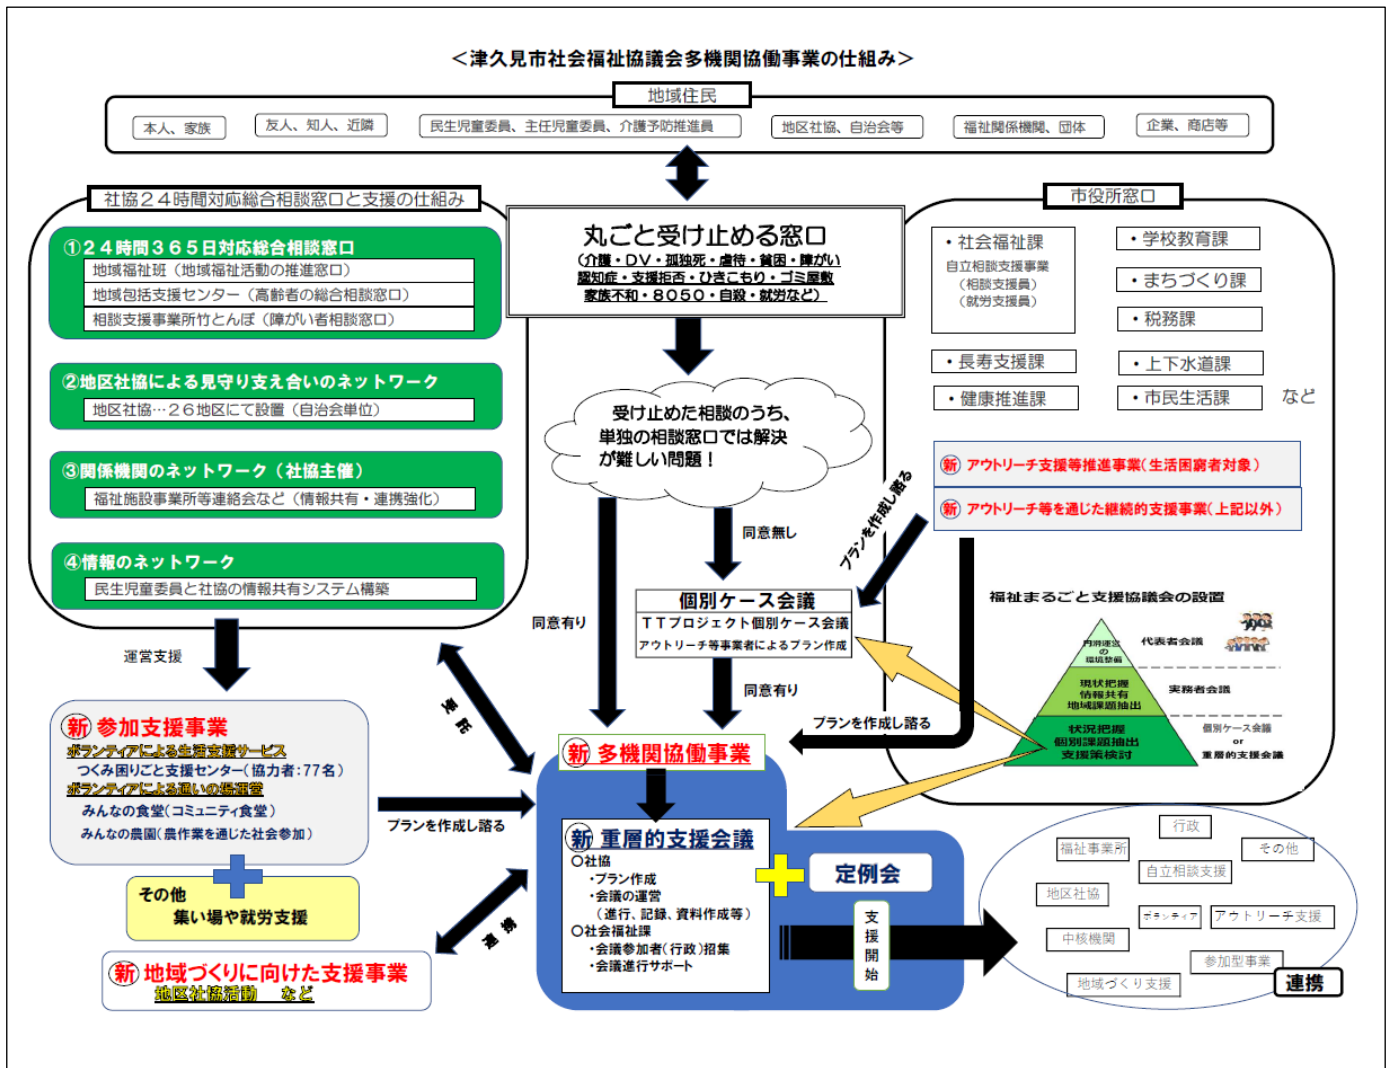 ＜津久見市社会福祉協議会多機関協働事業の仕組み＞
地域住民
本人、家族
友人、知人、近隣
民生児童委員、主任児童委員、介護予防推進員
地区社協、自治会等
福祉関係機関、団体
企業、商店等
社協２４時間対応総合相談窓口と支援の仕組み
①２４時間３６５日対応総合相談窓口
地域福祉班（地域福祉活動の推進窓口）
地域包括支援センター（高齢者の総合相談窓口）
相談支援事業所竹とんぼ（障がい者相談窓口）
②地区社協による見守り支え合いのネットワーク
地区社協…２６地区にて設置（自治会単位）
③関係機関のネットワーク（社協主催）
福祉施設事業所等連絡会など（情報共有・連携強化）
④情報のネットワーク
民生児童委員と社協の情報共有システム構築
丸ごと受け止める窓口
（介護・ＤＶ・孤独死・虐待・貧困・障がい
認知症・支援拒否・ひきこもり・ゴミ屋敷
家族不和・８０５０・自殺・就労など）
受け止めた相談のうち、
単独の相談窓口では解決
が難しい問題！
市役所窓口
・社会福祉課
自立相談支援事業
（相談支援員）
（就労支援員）
・長寿支援課
・健康推進課
・学校教育課
・まちづくり課
・税務課
・上下水道課
・市民生活課
など
新 アウトリーチ支援等推進事業（生活困窮者対象）
新 アウトリーチ等を通じた継続的支援事業（上記以外）
プランを作成し諮る
同意無し
同意有り
個別ケース会議
ＴＴプロジェクト個別ケース会議
アウトリーチ等事業者によるプラン作成
同意有り
プランを作成し諮る
福祉まるごと支援協議会の設置
円滑運営
の
環境整備
代表者会議
現状把握
情報共有
地域課題抽出
実務者会議
状況把握
個別課題抽出
支援策検討
個別ケース会議
or
重層的支援会議
運営支援
受託
新 参加支援事業
ボランティアによる生活支援サービス
つくみ困りごと支援センター（協力者：77名）
ボランティアによる通いの場運営
みんなの食堂（コミュニティ食堂）
みんなの農園（農作業を通じた社会参加）
プランを作成し諮る
その他
集い場や就労支援
連携
新 地域づくりに向けた支援事業
地区社協活動　など
新 多機関協働事業
新 重層的支援会議
〇社協
・プラン作成
・会議の運営
（進行、記録、資料作成等）
〇社会福祉課
・会議参加者（行政）招集
・会議進行サポート
定例会
支援開始
行政
福祉事業所
その他
自立相談支援
地区社協
ボランティア
アウトリーチ支援
中核機関
参加型事業
地域づくり支援
連携